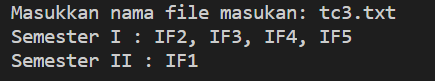 Masukkan nama file masukan: tc3.txt
Semester I : IF2, IF3, IF4, IF5
Semester II : IF1